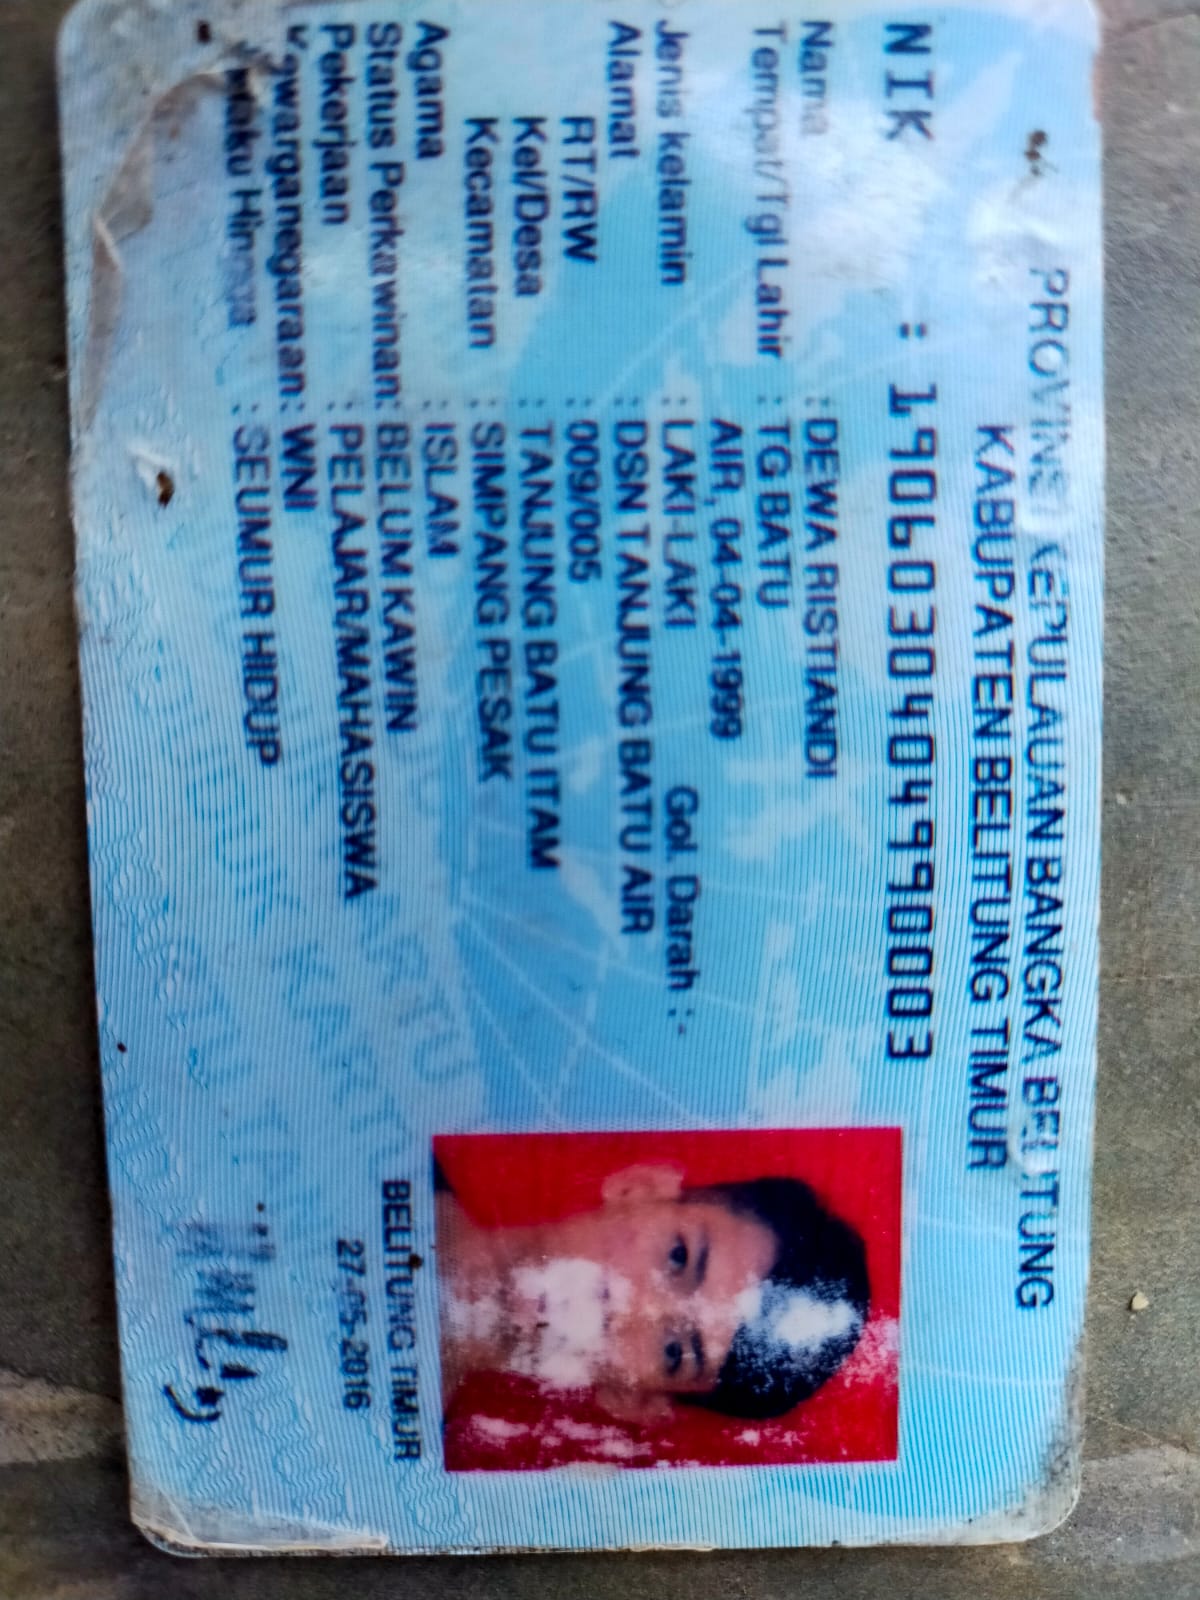 PROVINSI KEPULAUAN BANGKA BELITUNG
KABUPATEN BELITUNG TIMUR
NIK : 1906030404990003
Nama : DEWA RISTIANDI
Tempat/Tgl Lahir : TG BATU
AIR, 04-04-1999
Jenis kelamin : LAKI-LAKI Gol. Darah :-
Alamat : DSN TANJUNG BATU AIR
RT/RW : 009/005
Kel/Desa : TANJUNG BATU ITAM
Kecamatan : SIMPANG PESAK
Agama : ISLAM
Status Perkawinan: BELUM KAWIN
Pekerjaan : PELAJAR/MAHASISWA
Kewarganegaraan: WNI
Berlaku Hingga : SEUMUR HIDUP
BELITUNG TIMUR
27-05-2016